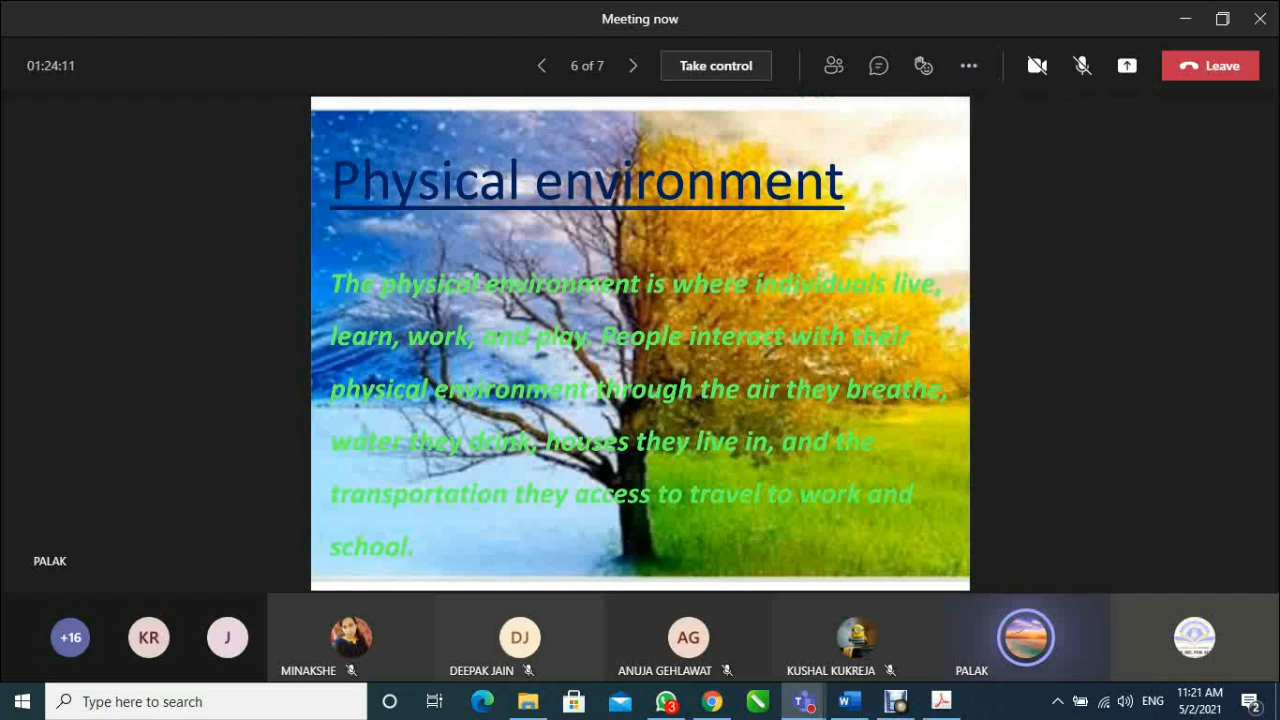 Meeting now
01:24:11
6 of 7
Take control
Leave
Physical environment
The physical environment is where individuals live,
learn, work, and play. People interact with their
physical environment through the air they breathe,
water they drink, houses they live in, and the
transportation they access to travel to work and
school.
PALAK
+16
KR
J
DJ
AG
MINAKSHE
DEEPAK JAIN
ANUJA GEHLAWAT
KUSHAL KUKREJA
PALAK
Type here to search
3
ENG
11:21 AM
5/2/2021
2